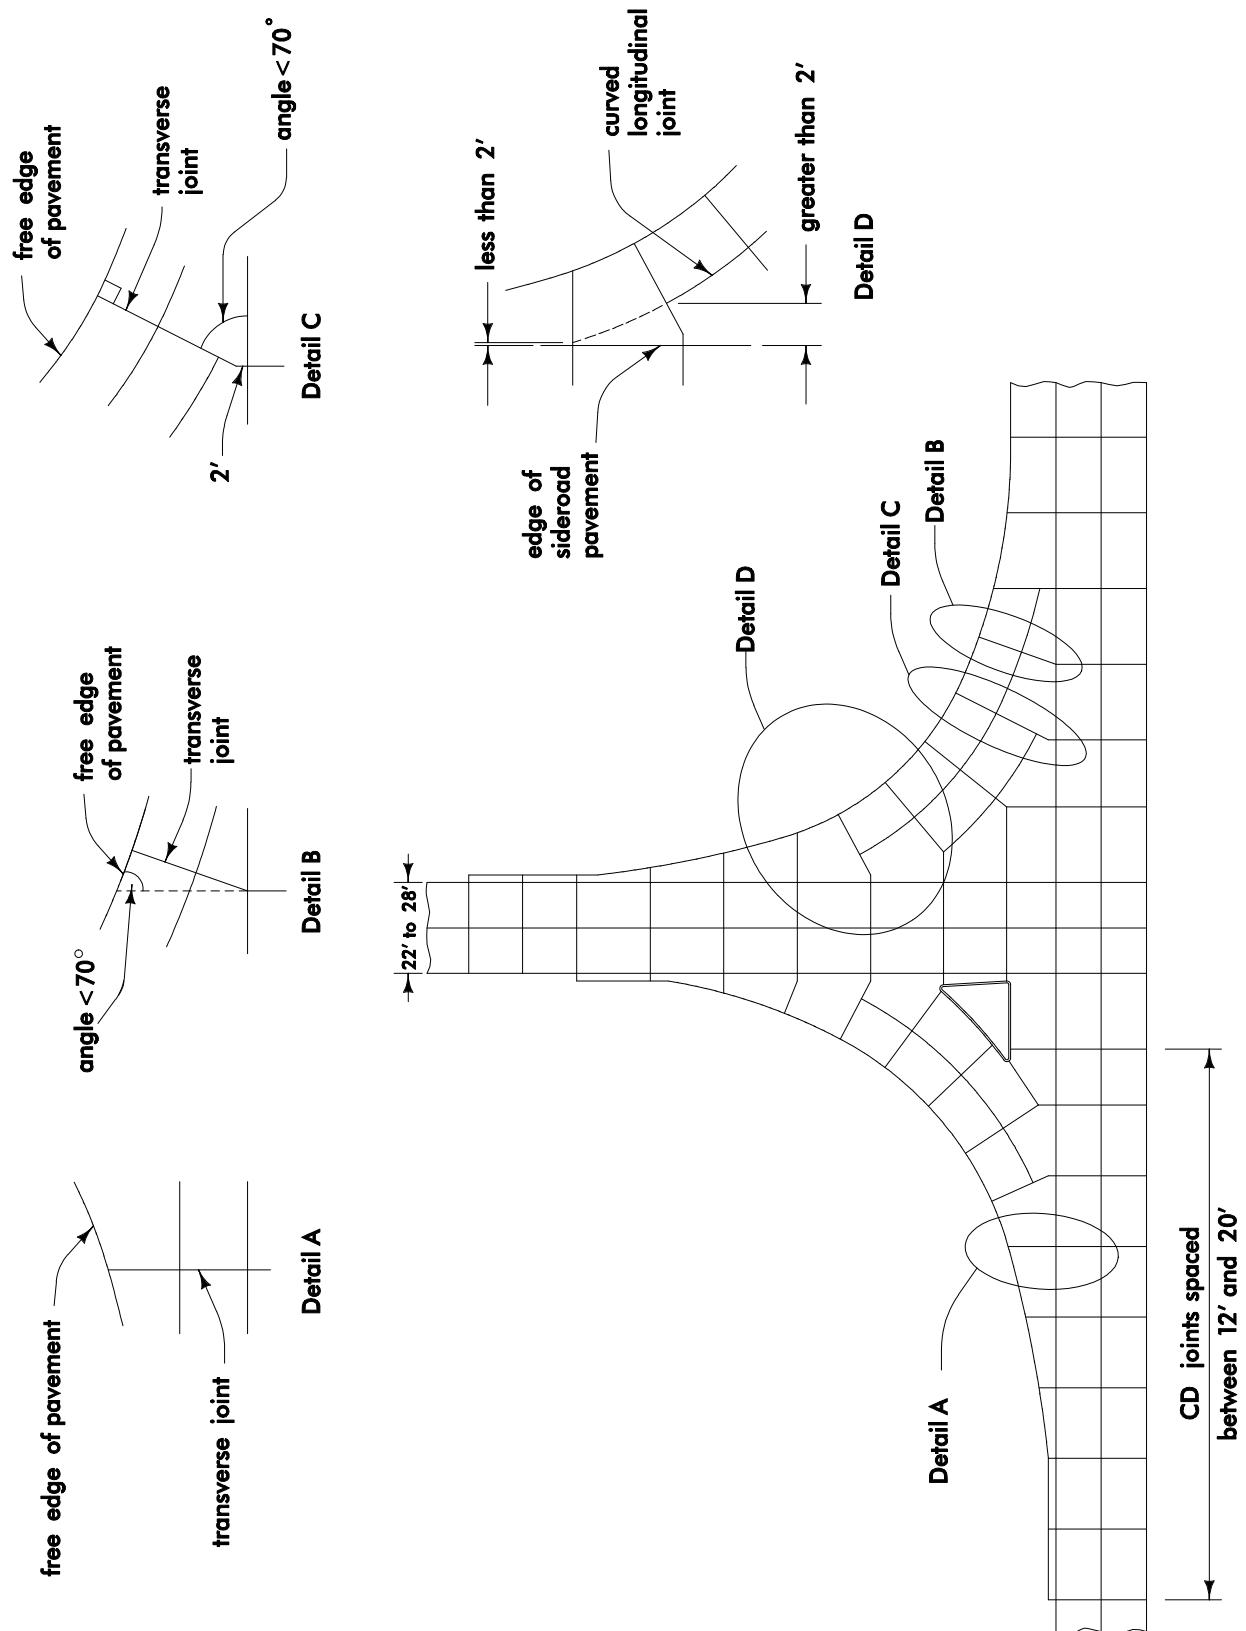 free edge of pavement
transverse joint
Detail A
angle < 70°
free edge
of pavement
transverse
joint
Detail B
free edge
of pavement
transverse
joint
angle < 70°
2'
Detail C
less than 2'
curved
longitudinal
joint
greater than 2'
edge of
sideroad
pavement
Detail D
22' to 28'
Detail D
Detail C
Detail B
Detail A
CD joints spaced
between 12' and 20'